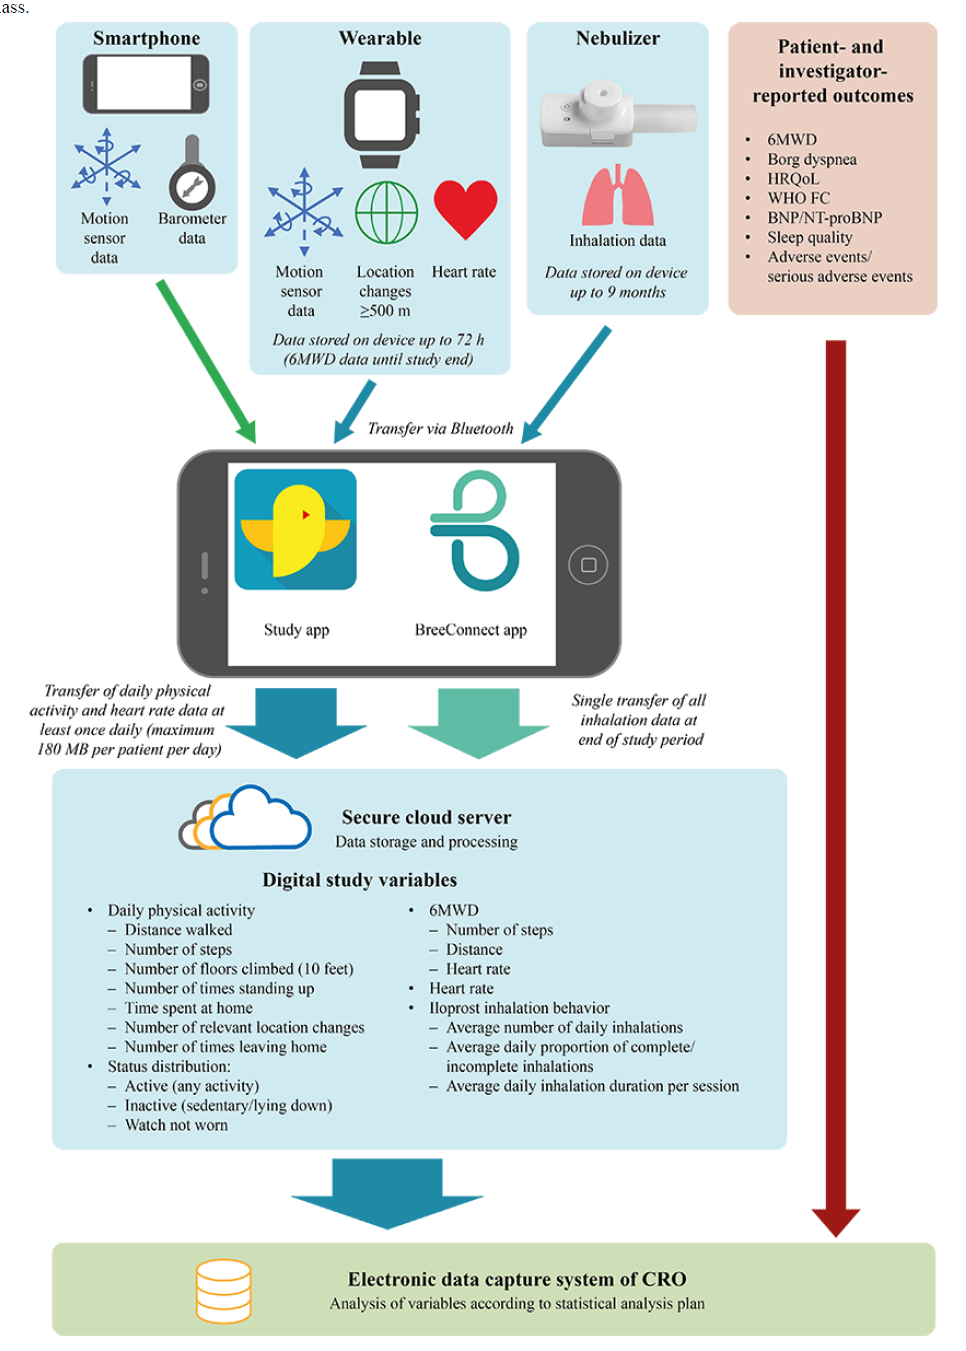 ass.
Smartphone
Motion
sensor
data
Barometer
data
Wearable
Motion
sensor
data
Location
changes
≥500 m
Heart rate
Data stored on device up to 72 h
(6MWD data until study end)
Nebulizer
Inhalation data
Data stored on device
up to 9 months
Patient- and
investigator-
reported outcomes
• 6MWD
• Borg dyspnea
• HRQoL
• WHO FC
• BNP/NT-proBNP
• Sleep quality
• Adverse events/
serious adverse events
Transfer via Bluetooth
Study app
BreeConnect app
Transfer of daily physical
activity and heart rate data at
least once daily (maximum
180 MB per patient per day)
Single transfer of all
inhalation data at
end of study period
Secure cloud server
Data storage and processing
Digital study variables
• Daily physical activity
– Distance walked
– Number of steps
– Number of floors climbed (10 feet)
– Number of times standing up
– Time spent at home
– Number of relevant location changes
– Number of times leaving home
• Status distribution:
– Active (any activity)
– Inactive (sedentary/lying down)
– Watch not worn
• 6MWD
– Number of steps
– Distance
– Heart rate
• Heart rate
• Iloprost inhalation behavior
– Average number of daily inhalations
– Average daily proportion of complete/
incomplete inhalations
– Average daily inhalation duration per session
Electronic data capture system of CRO
Analysis of variables according to statistical analysis plan